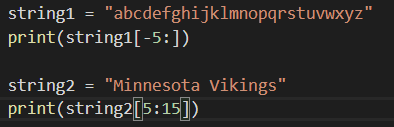 string1 = "abcdefghijklmnopqrstuvwxyz"
print(string1[-5:])
string2 = "Minnesota Vikings"
print(string2[5:15])